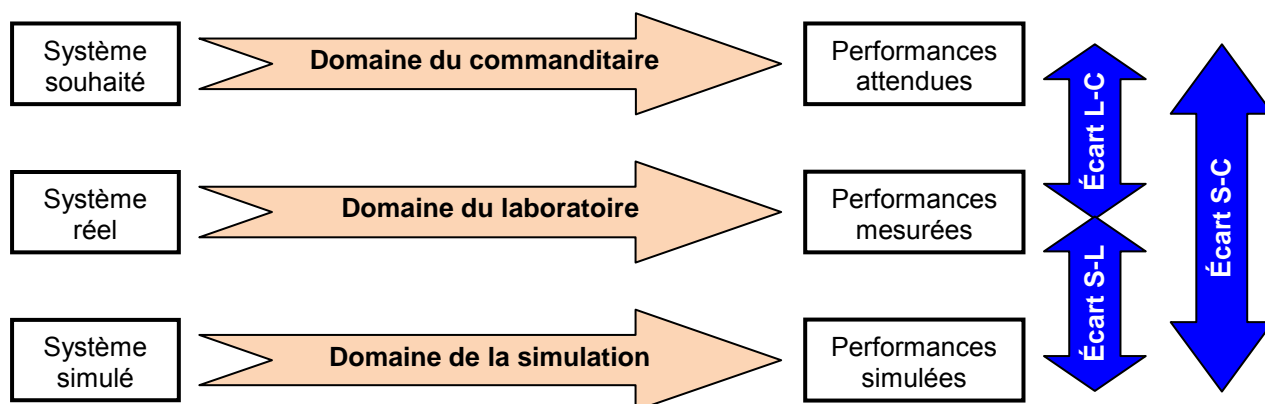 Système
souhaité
Domaine du commanditaire
Performances
attendues
Écart L-C
Écart S-C
Système
réel
Domaine du laboratoire
Performances
mesurées
Écart S-L
Système
simulé
Domaine de la simulation
Performances
simulées